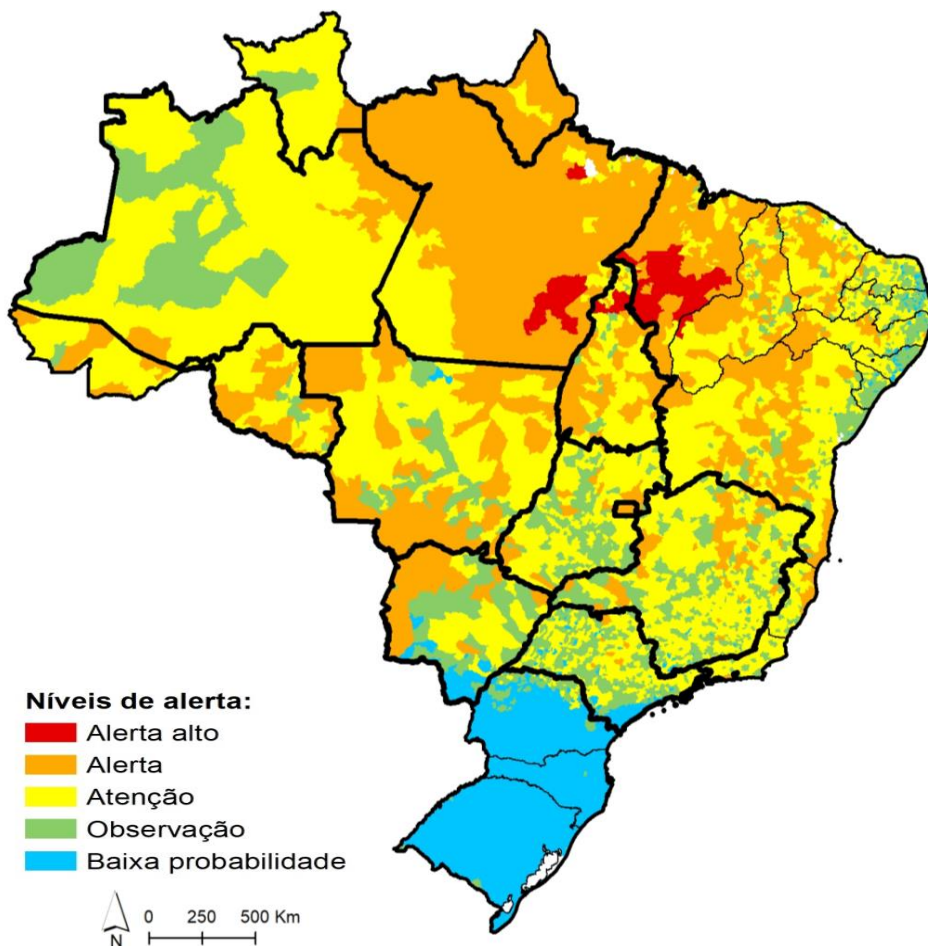 Níveis de alerta:
Alerta alto
Alerta
Atenção
Observação
Baixa probabilidade
0 250 500 Km
N